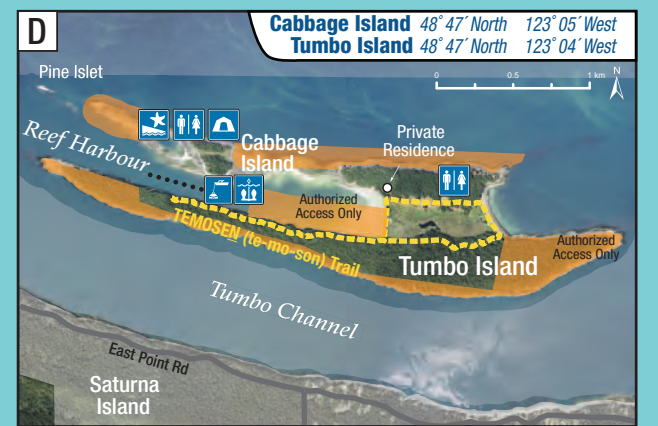 D
Cabbage Island 48° 47´ North 123° 05´ West
Tumbo Island 48° 47´ North 123° 04´ West
Pine Islet
0 0.5 1 km
N
Reef Harbour
Cabbage
Island
Private
Residence
Authorized
Access Only
TEMOSEN̲ (te-mo-son) Trail
Tumbo Island
Authorized
Access Only
Tumbo Channel
East Point Rd
Saturna
Island